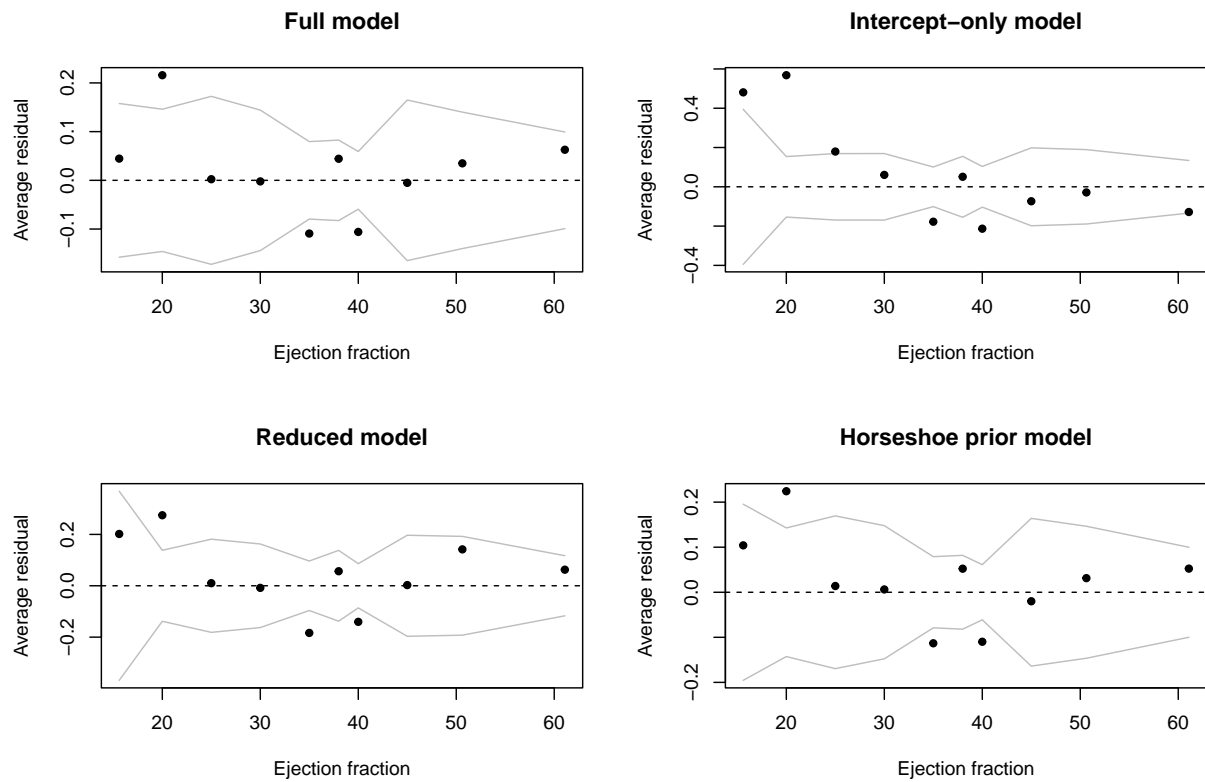 Full model
Average residual
0.2
0.1
0.0
−0.1
20 30 40 50 60
Ejection fraction
Intercept−only model
Average residual
0.4
0.0
−0.4
20 30 40 50 60
Ejection fraction
Reduced model
Average residual
0.2
0.0
−0.2
20 30 40 50 60
Ejection fraction
Horseshoe prior model
Average residual
0.2
0.1
0.0
−0.2
20 30 40 50 60
Ejection fraction